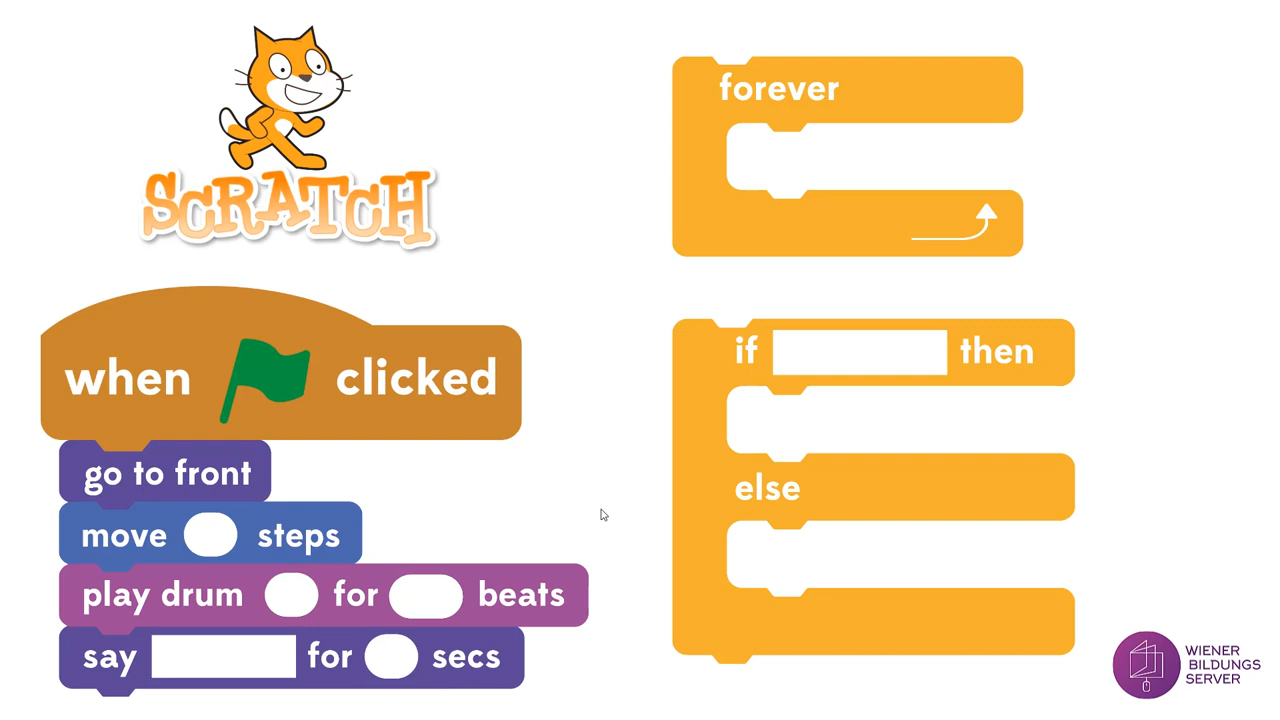 SCRATCH
when clicked
go to front
move steps
play drum for beats
say for secs
forever
if then
else
WIENER
BILDUNGS
SERVER